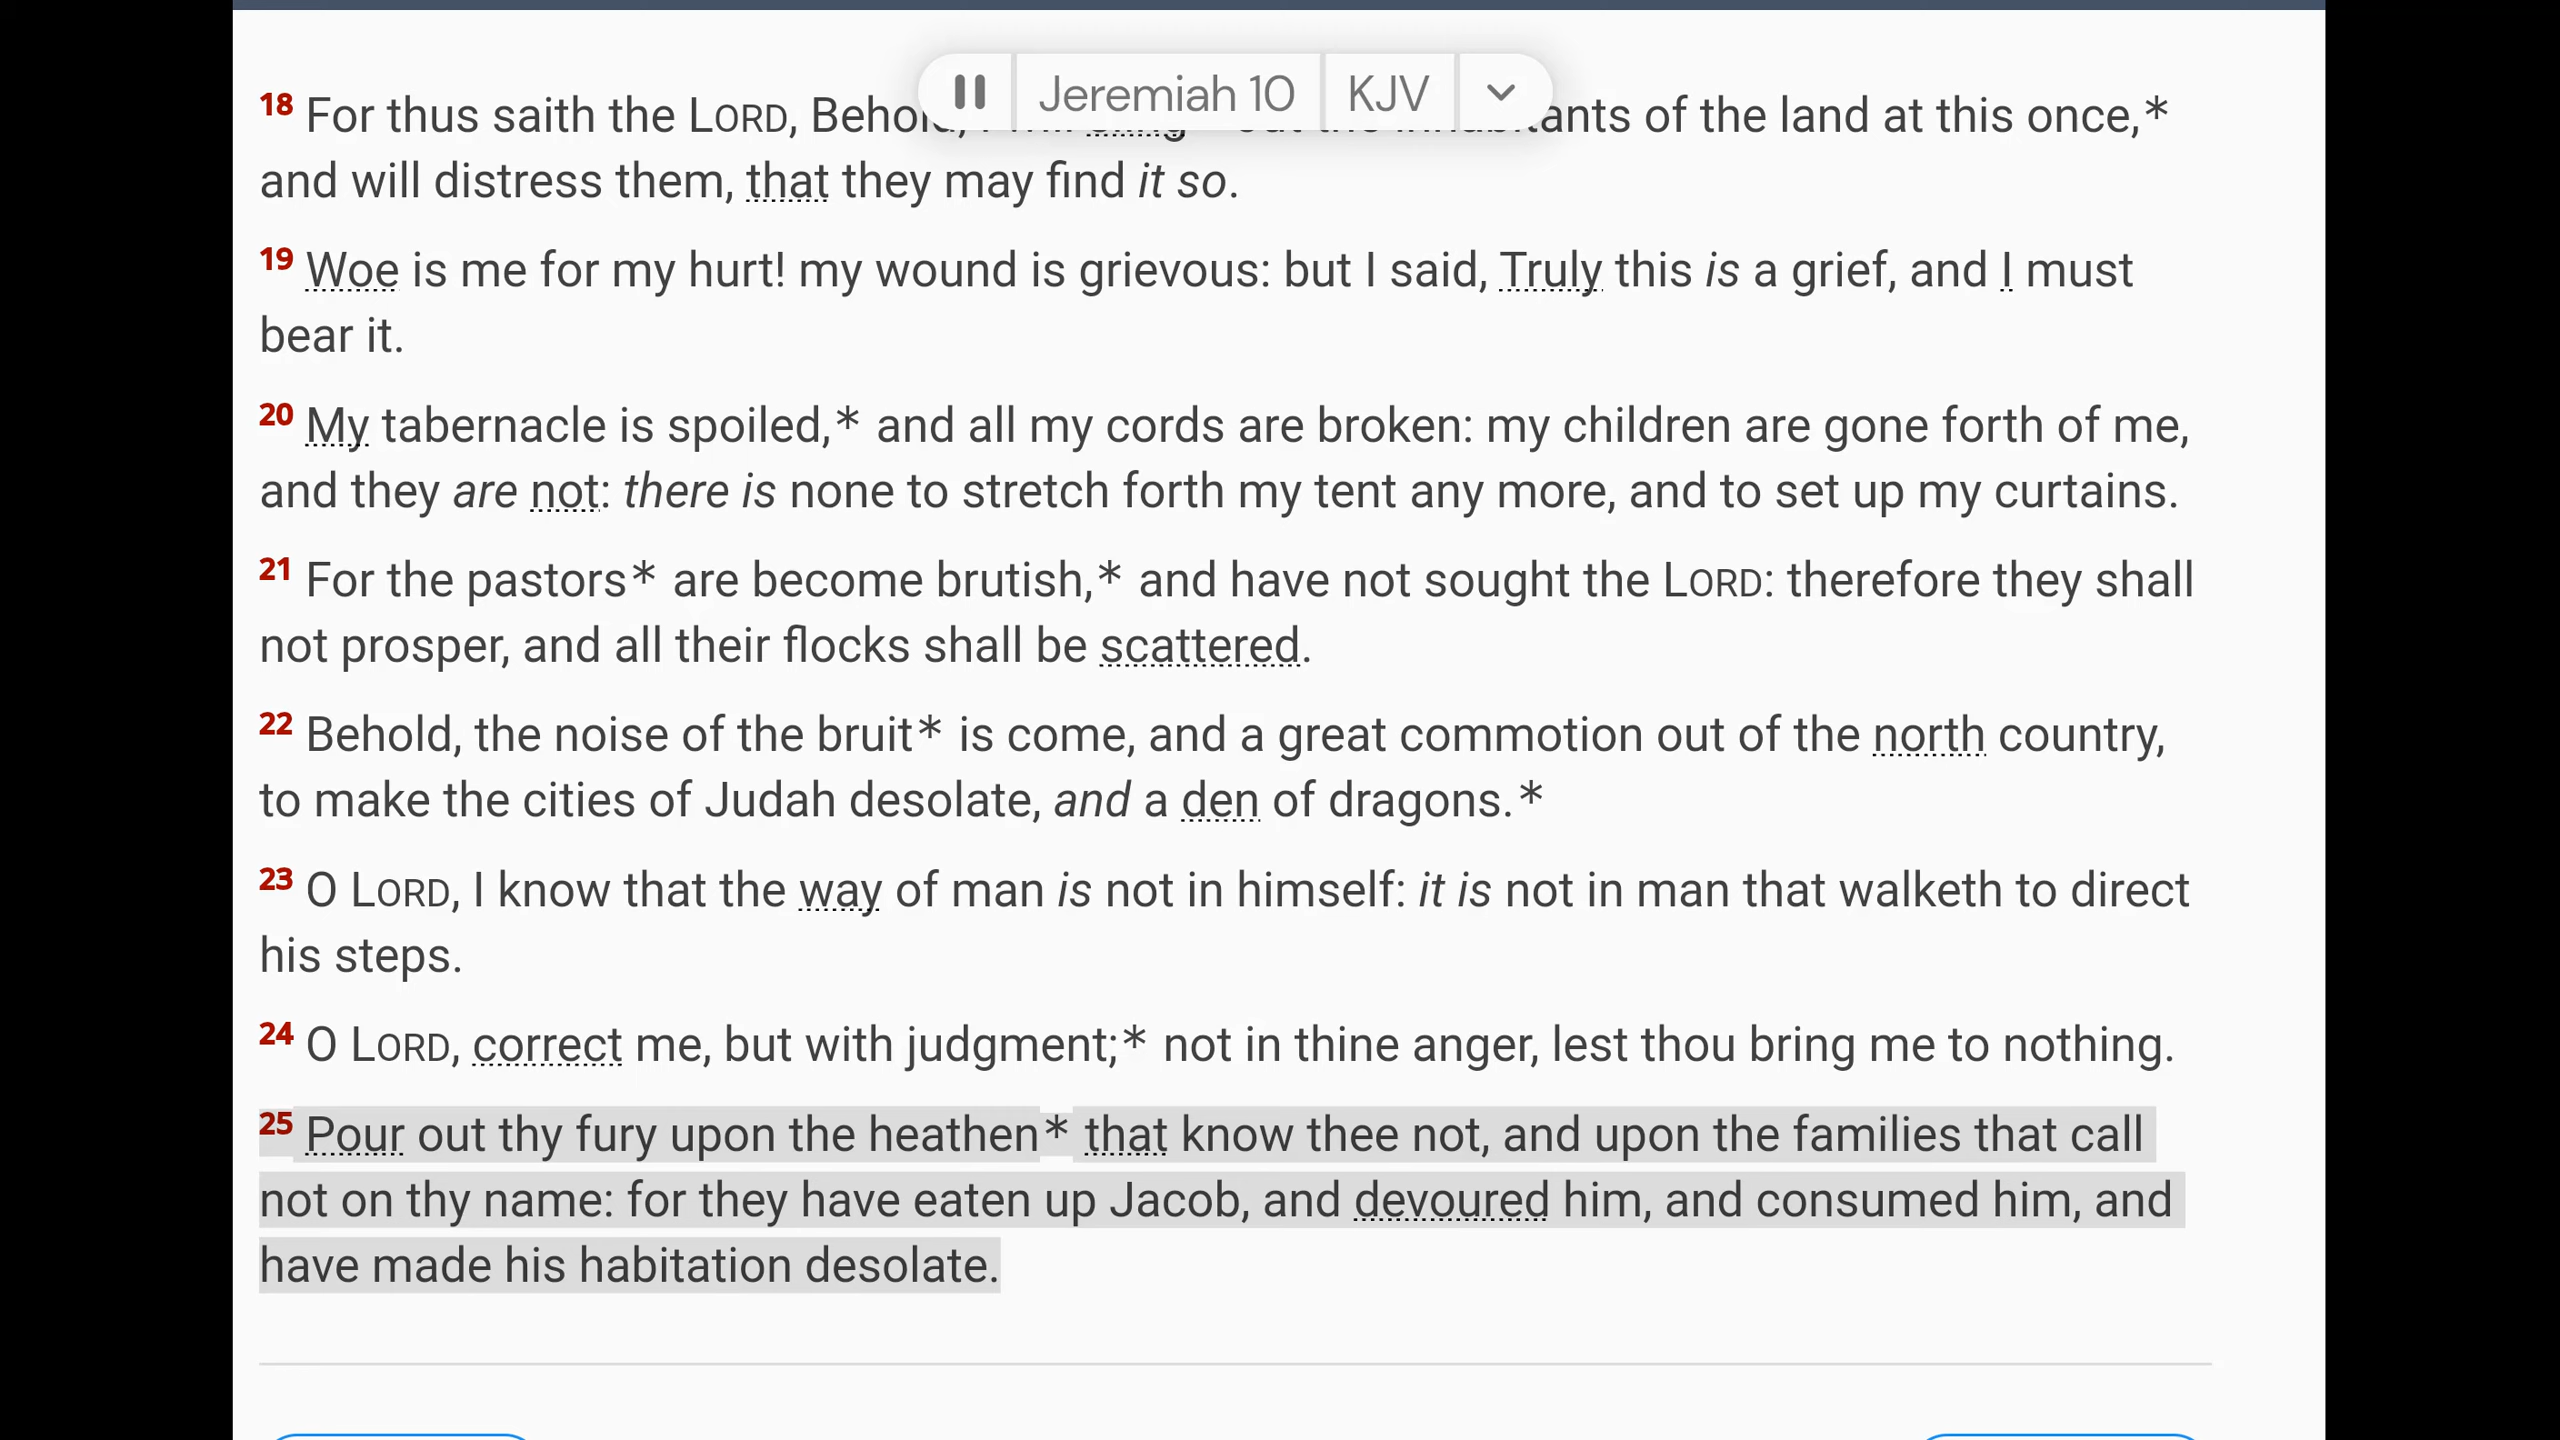 Jeremiah 10 KJV
18 For thus saith the LORD, Behold, out the inhabitants of the land at this once,*
and will distress them, that they may find it so.
19 Woe is me for my hurt! my wound is grievous: but I said, Truly this is a grief, and I must
bear it.
20 My tabernacle is spoiled,* and all my cords are broken: my children are gone forth of me,
and they are not: there is none to stretch forth my tent any more, and to set up my curtains.
21 For the pastors* are become brutish,* and have not sought the LORD: therefore they shall
not prosper, and all their flocks shall be scattered.
22 Behold, the noise of the bruit* is come, and a great commotion out of the north country,
to make the cities of Judah desolate, and a den of dragons.*
23 O LORD, I know that the way of man is not in himself: it is not in man that walketh to direct
his steps.
24 O LORD, correct me, but with judgment;* not in thine anger, lest thou bring me to nothing.
25 Pour out thy fury upon the heathen* that know thee not, and upon the families that call
not on thy name: for they have eaten up Jacob, and devoured him, and consumed him, and
have made his habitation desolate.